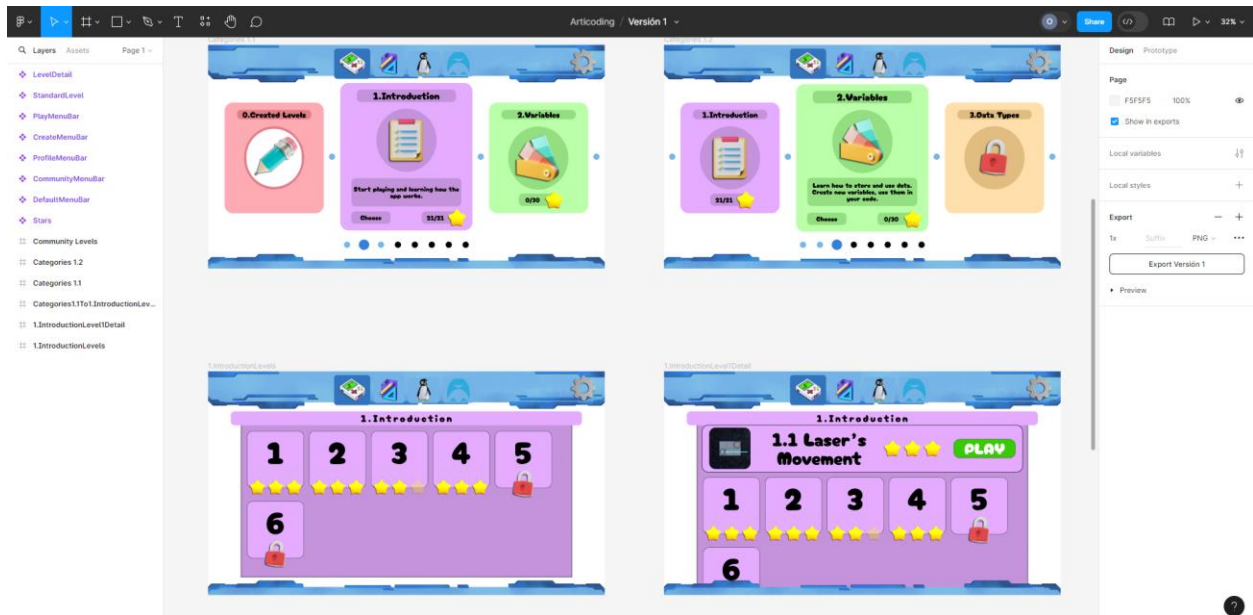 Articoding / Versión 1
Share
32%
Layers Assets Page 1
LevelDetail
StandardLevel
PlayMenuBar
CreateMenuBar
ProfileMenuBar
CommunityMenuBar
DefaultMenuBar
Stars
Community Levels
Categories 1.2
Categories 1.1
Categories1.1To1.IntroductionLev...
1.IntroductionLevel1Detail
1.IntroductionLevels
Categories 1.1
0.Created Levels
1.Introduction
Start playing and learning how the
app works.
Choose 21/21
2.Variables
0/30
Categories 1.2
1.Introduction
21/21
2.Variables
Learn how to store and use data.
Create new variables, use them in
your code.
Choose 0/30
3.Data Types
1.IntroductionLevels
1.Introduction
1 2 3 4 5
6
1.IntroductionLevel1Detail
1.Introduction
1.1 Laser's
Movement
PLAY
1 2 3 4 5
6
Design Prototype
Page
F5F5F5 100%
Show in exports
Local variables
Local styles
Export
1x Suffix PNG
Export Versión 1
Preview
?